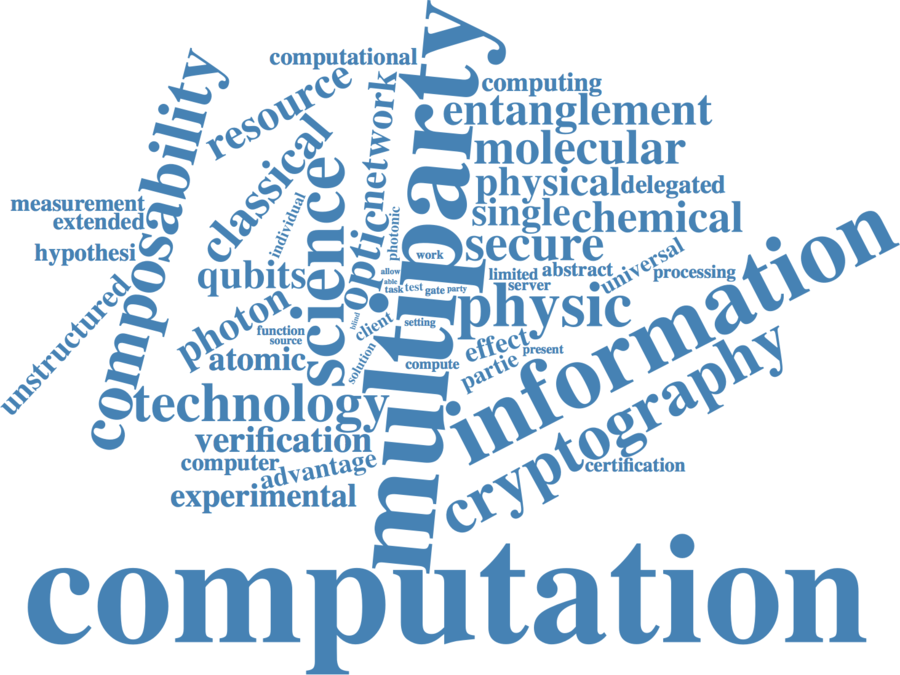 computational
computing
composability
resource
network
multiparty
entanglement
classical
molecular
science
physical
delegated
measurement
extended
individual
photonic
single
chemical
hypothesi
optic
work
secure
qubits
allow
limited
abstract
universal
processing
able
task
test
gate
party
server
unstructured
photon
blind
client
setting
physic
information
function
source
effect
present
atomic
solution
compute
partie
technology
cryptography
verification
computer
advantage
certification
experimental
computation